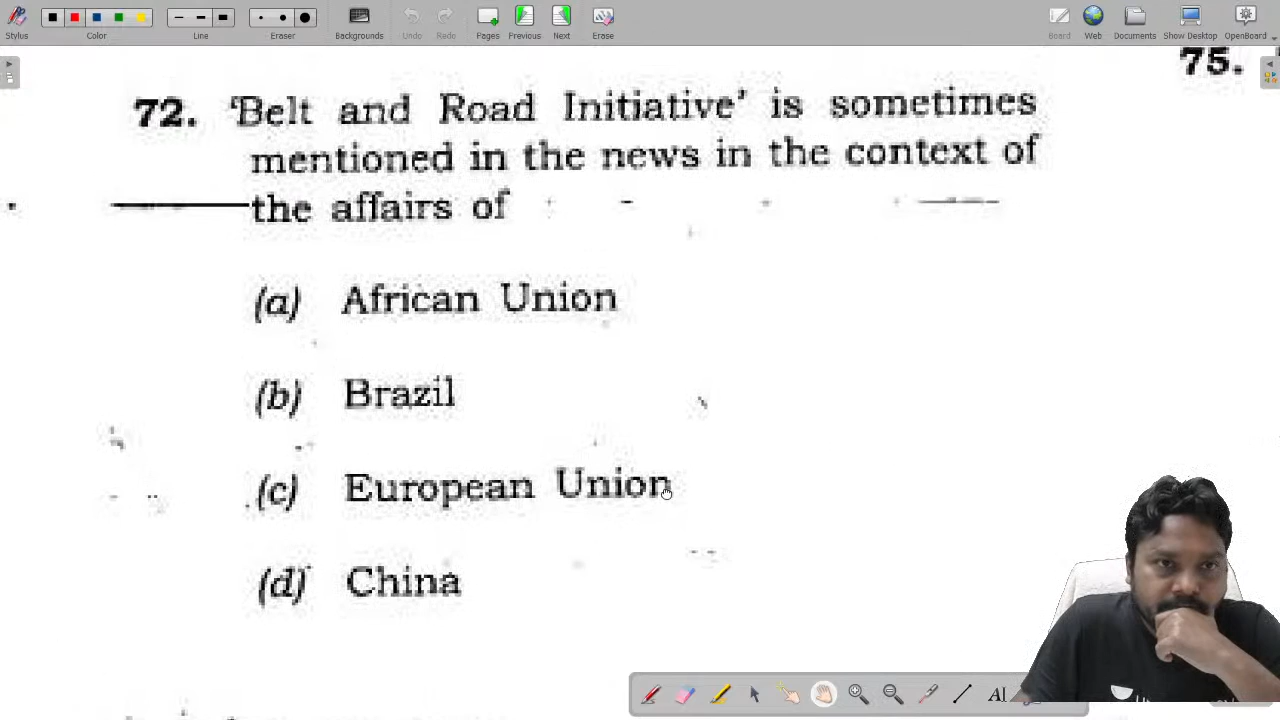 Stylus
Color
Line
Eraser
Backgrounds
Undo
Redo
Pages
Previous
Next
Erase
Board
Web
Documents
Show Desktop
OpenBoard
75.
72. 'Belt and Road Initiative' is sometimes
mentioned in the news in the context of
the affairs of
(a) African Union
(b) Brazil
(c) European Union
(d) China